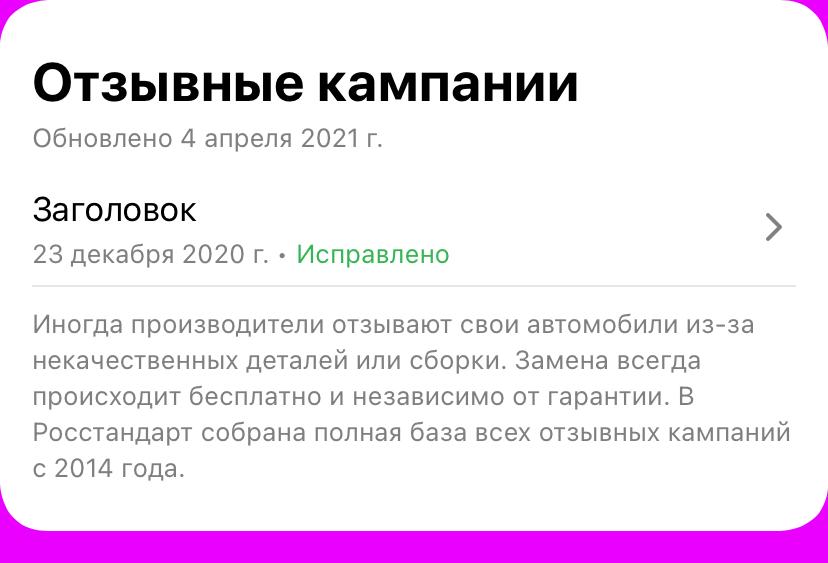 Отзывные кампании
Обновлено 4 апреля 2021 г.
Заголовок
23 декабря 2020 г. • Исправлено
Иногда производители отзывают свои автомобили из-за
некачественных деталей или сборки. Замена всегда
происходит бесплатно и независимо от гарантии. В
Росстандарт собрана полная база всех отзывных кампаний
с 2014 года.